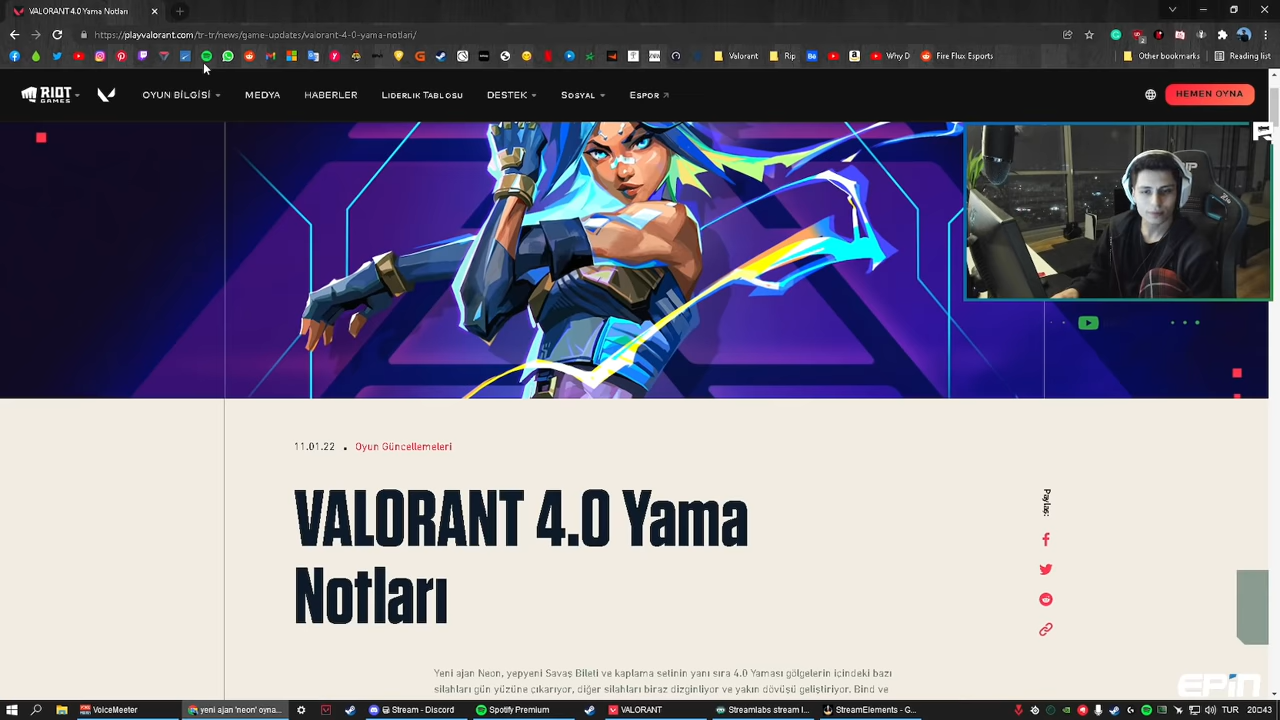 VALORANT 4.0 Yama Notları
https://playvalorant.com/tr-tr/news/game-updates/valorant-4-0-yama-notlari/
Valorant
Rip
Why D
Fire Flux Esports
Other bookmarks
Reading list
RIOT GAMES
OYUN BİLGİSİ
MEDYA
HABERLER
LIDERLIK TABLOSU
DESTEK
SOSYAL
ESPOR
HEMEN OYNA
11.01.22
Oyun Güncellemeleri
VALORANT 4.0 Yama
Notları
Paylaş:
Yeni ajan Neon, yepyeni Savaş Bileti ve kaplama setinin yanı sıra 4.0 Yaması gölgelerin içindeki bazı
silahları gün yüzüne çıkarıyor, diğer silahları biraz dizginliyor ve yakın dövüşü geliştiriyor. Bind ve
EPİN
VoiceMeeter
yeni ajan 'neon' oyna...
Stream - Discord
Spotify Premium
VALORANT
Streamlabs stream l...
StreamElements - G...
TUR
20:43